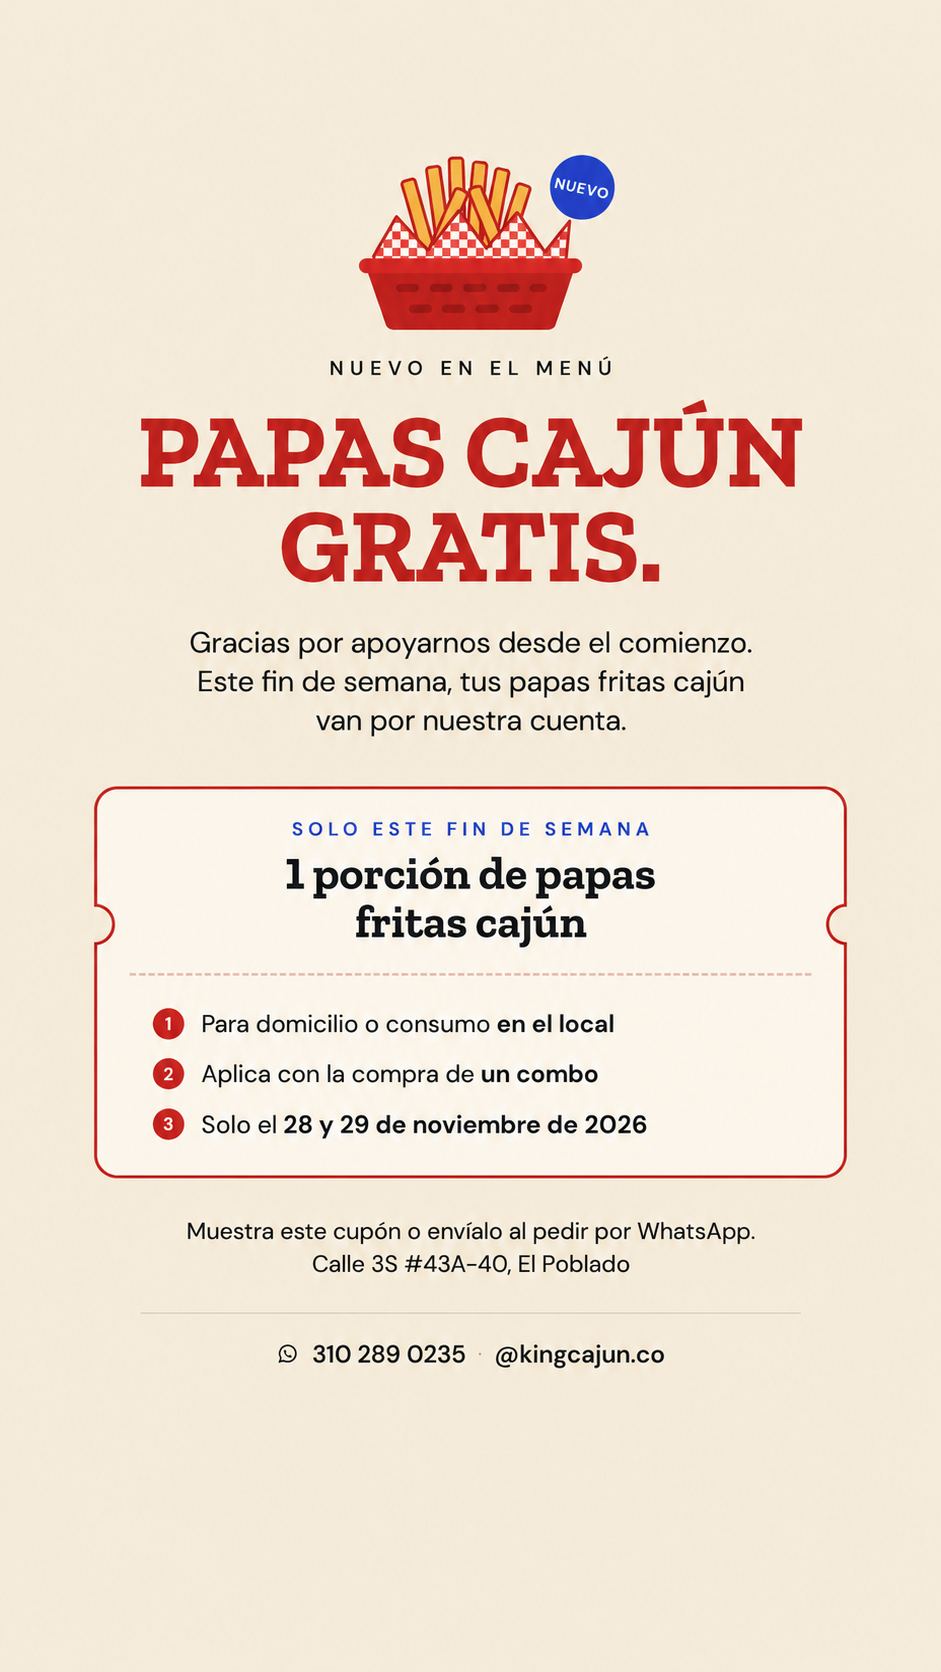 NUEVO
NUEVO EN EL MENÚ
PAPAS CAJÚN
GRATIS.
Gracias por apoyarnos desde el comienzo.
Este fin de semana, tus papas fritas cajún
van por nuestra cuenta.
SOLO ESTE FIN DE SEMANA
1 porción de papas
fritas cajún
1 Para domicilio o consumo en el local
2 Aplica con la compra de un combo
3 Solo el 28 y 29 de noviembre de 2026
Muestra este cupón o envíalo al pedir por WhatsApp.
Calle 3S #43A-40, El Poblado
310 289 0235 · @kingcajun.co